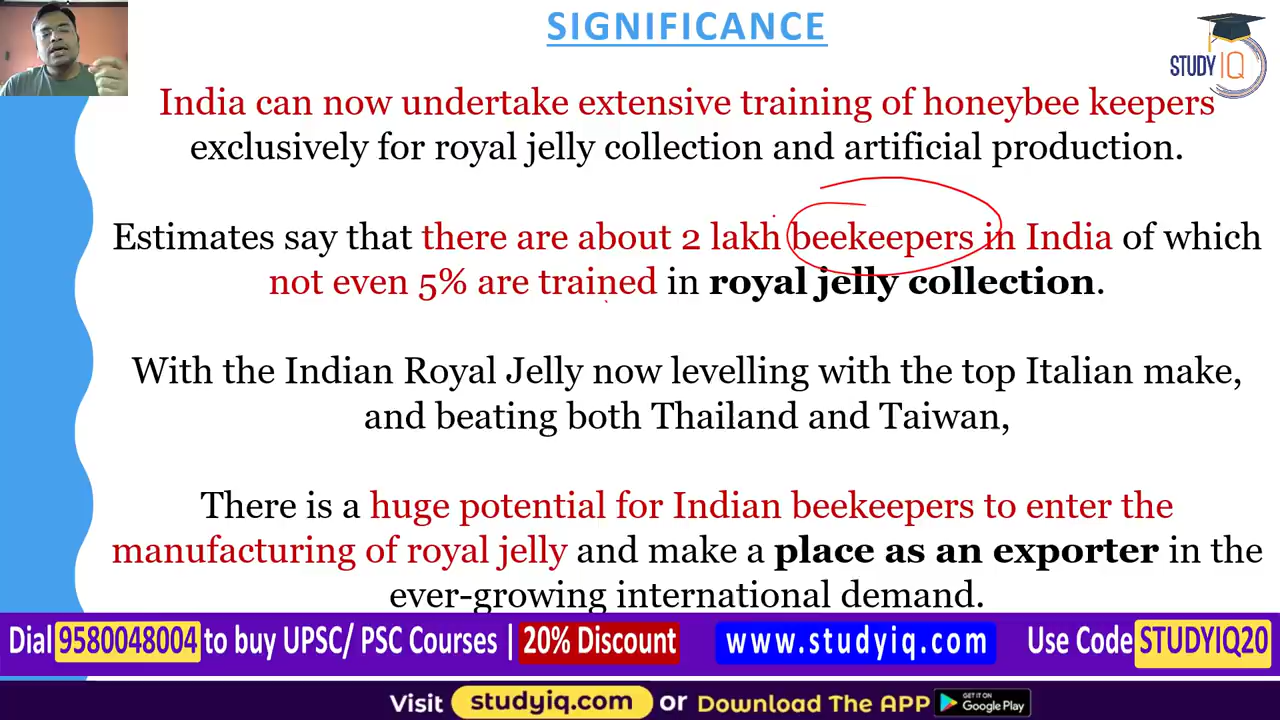 SIGNIFICANCE
STUDY IQ
India can now undertake extensive training of honeybee keepers
exclusively for royal jelly collection and artificial production.
Estimates say that there are about 2 lakh beekeepers in India of which
not even 5% are trained in royal jelly collection.
With the Indian Royal Jelly now levelling with the top Italian make,
and beating both Thailand and Taiwan,
There is a huge potential for Indian beekeepers to enter the
manufacturing of royal jelly and make a place as an exporter in the
ever-growing international demand.
Dial 9580048004 to buy UPSC/ PSC Courses | 20% Discount www.studyiq.com Use Code STUDYIQ20
Visit studyiq.com or Download The APP GET IT ON Google Play